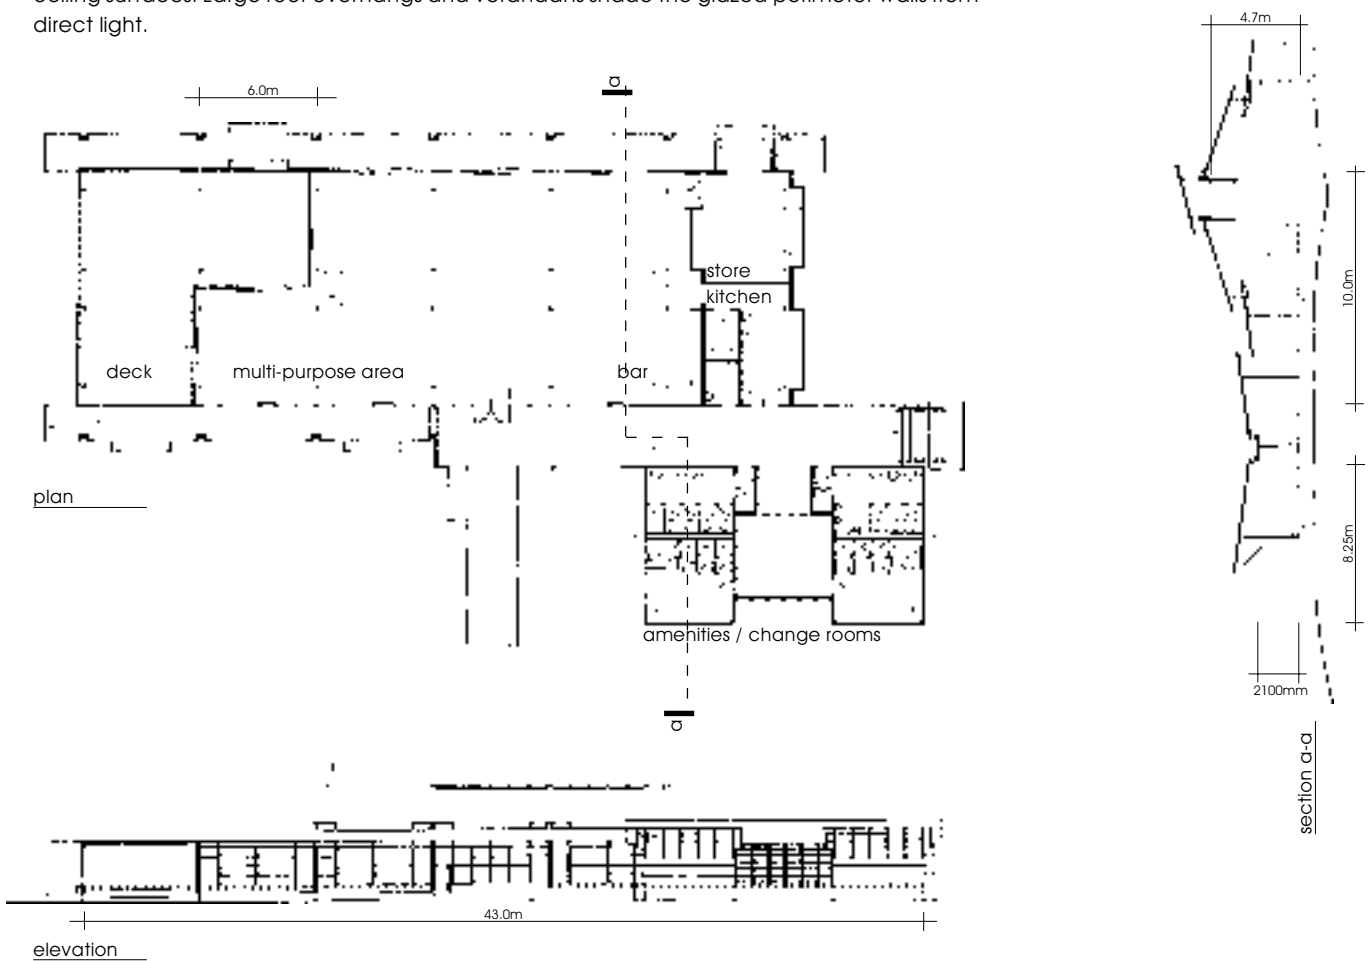 ceiling surfaces. Large roof overhangs and verandahs shade the glazed perimeter walls from
direct light.
4.7m
6.0m
a
store
kitchen
10.0m
deck
multi-purpose area
bar
plan
8.25m
amenities / change rooms
2100mm
a
section a-a
43.0m
elevation